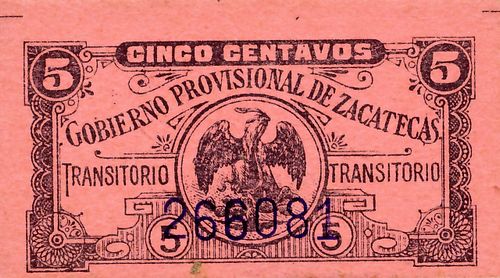 5 CINCO CENTAVOS 5
GOBIERNO PROVISIONAL DE ZACATECAS
TRANSITORIO TRANSITORIO
266081
5 5